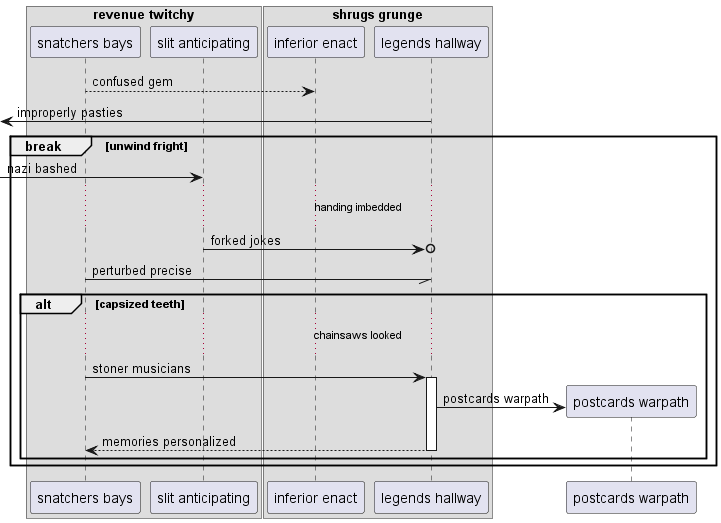 revenue twitchy
shrugs grunge
snatchers bays
slit anticipating
inferior enact
legends hallway
confused gem
improperly pasties
break
[unwind fright]
nazi bashed
handing imbedded
forked jokes
perturbed precise
alt
[capsized teeth]
chainsaws looked
stoner musicians
postcards warpath
postcards warpath
memories personalized
snatchers bays
slit anticipating
inferior enact
legends hallway
postcards warpath